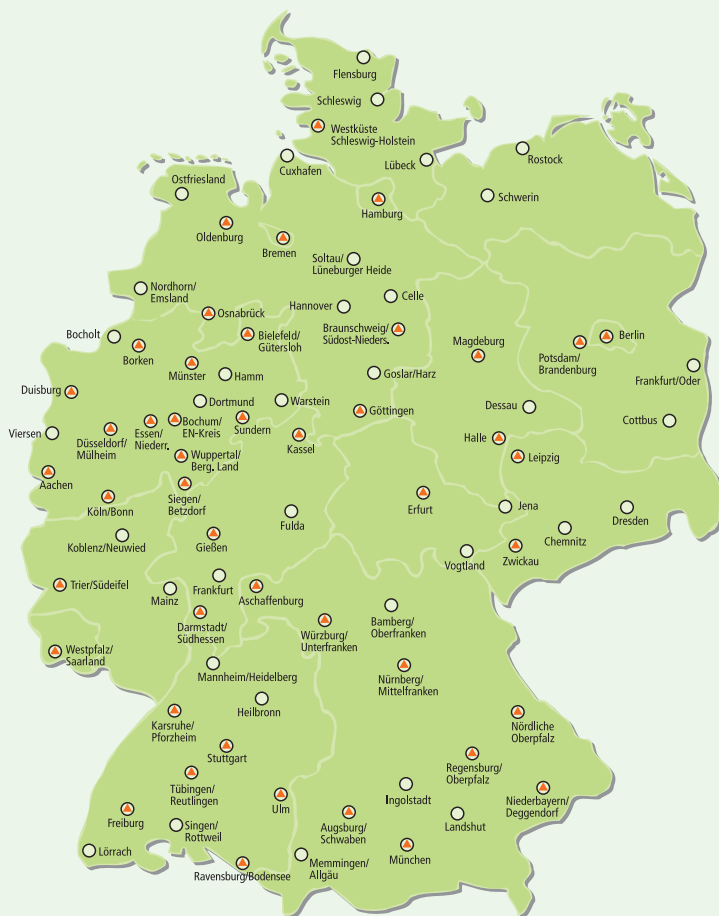 Flensburg
Schleswig
Westküste
Schleswig-Holstein
Cuxhafen
Lübeck
Rostock
Ostfriesland
Schwerin
Hamburg
Oldenburg
Bremen
Soltau/
Lüneburger Heide
Nordhorn/
Emsland
Celle
Hannover
Osnabrück
Braunschweig/
Südost-Nieders.
Bielefeld/
Gütersloh
Bocholt
Borken
Magdeburg
Berlin
Potsdam/
Brandenburg
Münster
Hamm
Goslar/Harz
Frankfurt/Oder
Duisburg
Dortmund
Warstein
Göttingen
Dessau
Cottbus
Viersen
Düsseldorf/
Mülheim
Essen/
Niederr.
Bochum/
EN-Kreis
Sundern
Kassel
Halle
Leipzig
Wuppertal/
Berg. Land
Aachen
Siegen/
Betzdorf
Köln/Bonn
Erfurt
Jena
Fulda
Dresden
Chemnitz
Koblenz/Neuwied
Gießen
Vogtland
Zwickau
Trier/Südeifel
Mainz
Frankfurt
Aschaffenburg
Darmstadt/
Südhessen
Würzburg/
Unterfranken
Bamberg/
Oberfranken
Westpfalz/
Saarland
Mannheim/Heidelberg
Nürnberg/
Mittelfranken
Heilbronn
Karsruhe/
Pforzheim
Nördliche
Oberpfalz
Stuttgart
Regensburg/
Oberpfalz
Tübingen/
Reutlingen
Ulm
Ingolstadt
Niederbayern/
Deggendorf
Freiburg
Singen/
Rottweil
Augsburg/
Schwaben
Landshut
Lörrach
München
Memmingen/
Allgäu
Ravensburg/Bodensee